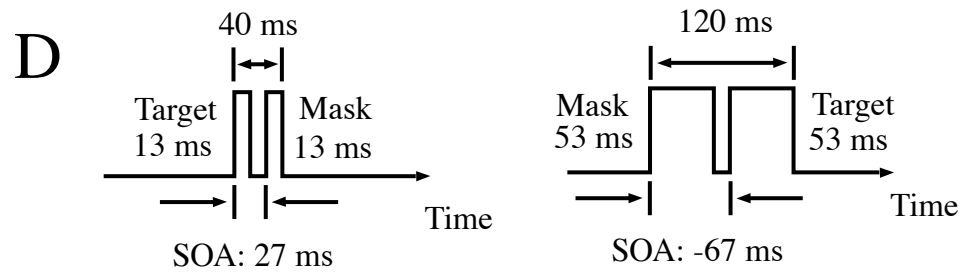 D
40 ms
Target
13 ms
Mask
13 ms
Time
SOA: 27 ms
120 ms
Mask
53 ms
Target
53 ms
Time
SOA: -67 ms